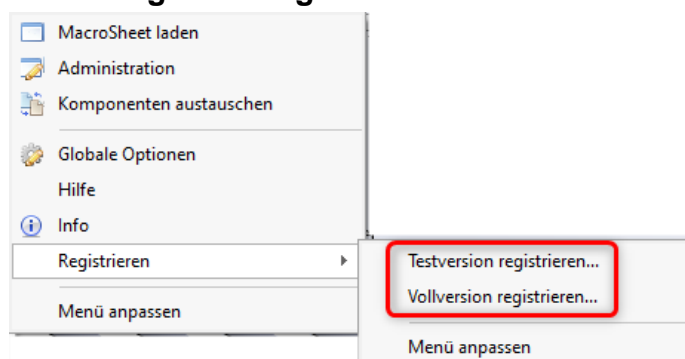 MacroSheet laden
Administration
Komponenten austauschen
Globale Optionen
Hilfe
Info
Registrieren
Menü anpassen
Testversion registrieren...
Vollversion registrieren...
Menü anpassen